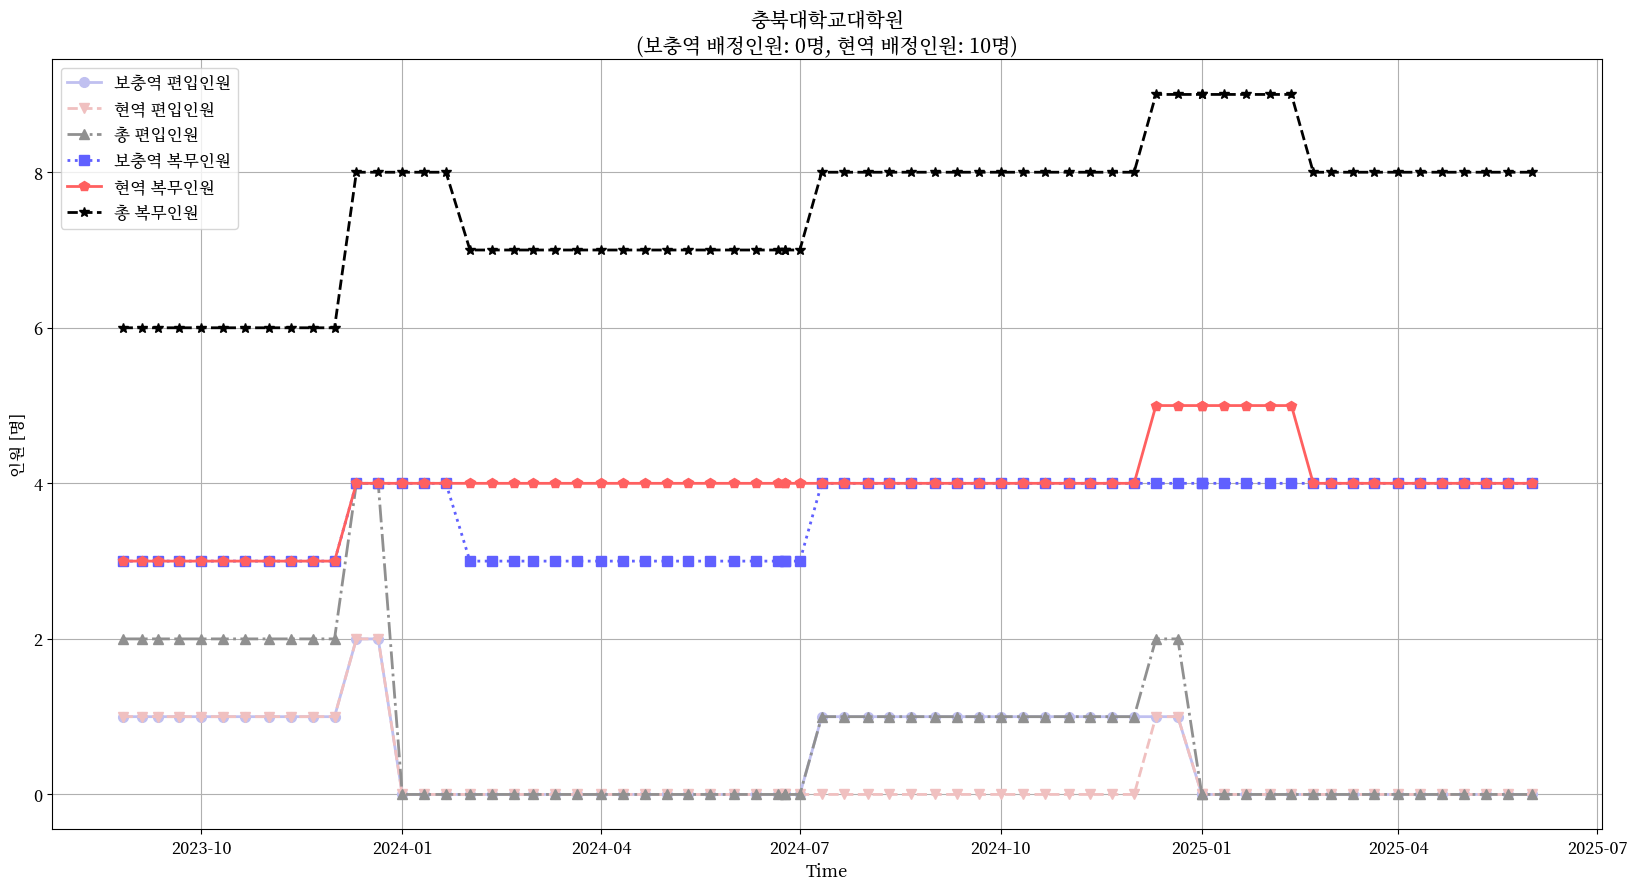 충북대학교대학원
(보충역 배정인원: 0명, 현역 배정인원: 10명)
보충역 편입인원
현역 편입인원
총 편입인원
보충역 복무인원
현역 복무인원
총 복무인원
인원 [명]
8
6
4
2
0
2023-10
2024-01
2024-04
2024-07
2024-10
2025-01
2025-04
2025-07
Time